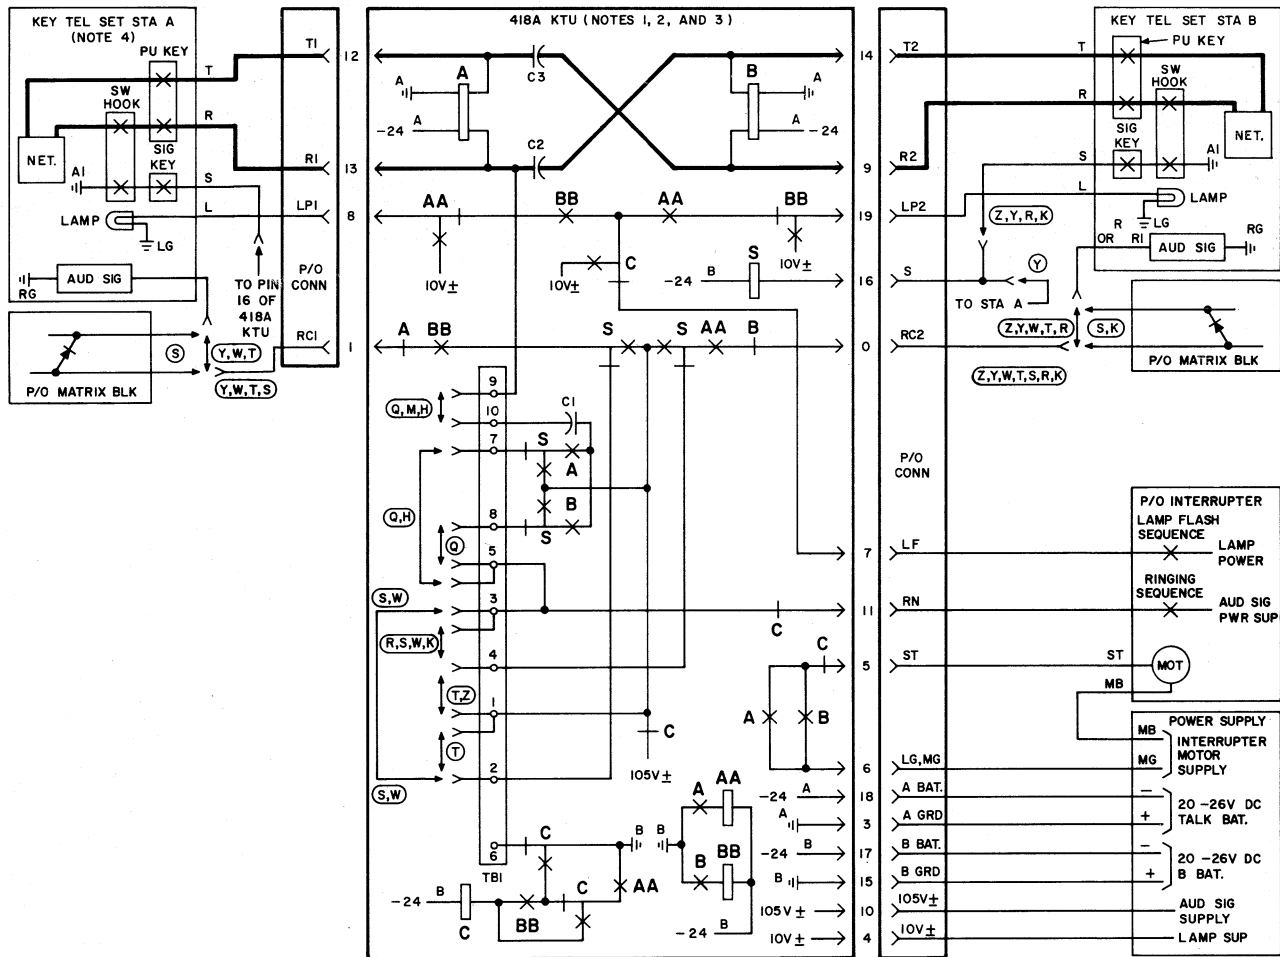 KEY TEL SET STA A
(NOTE 4)
PU KEY
T
SW
HOOK
R
NET.
SIG
KEY
A1
S
L
LAMP
LG
AUD SIG
RG
TO PIN
16 OF
418A
KTU
S
Y,W,T
Y,W,T,S
P/O MATRIX BLK
T1
R1
LP1
P/O
CONN
RC1
418A KTU (NOTES 1, 2, AND 3)
12
14
A
A
-24
A
C3
B
A
A
-24
C2
13
9
8
AA
BB
AA
BB
19
10V±
10V±
C
-24
B
S
10V±
16
1
A
BB
S
S
AA
B
0
9
Q,M,H
10
C1
7
S
A
B
Q,H
8
S
Q
5
7
S,W
3
11
C
R,S,W,K
4
C
5
T,Z
1
A
B
C
T
2
105V±
6
S,W
-24
A
18
A
3
-24
B
17
B
15
105V±
10
10V±
4
6
TB1
C
B
B
A
AA
B
BB
AA
-24
B
C
BB
C
-24
B
T2
R2
LP2
S
RC2
P/O
CONN
LF
RN
ST
LG,MG
A BAT.
A GRD
B BAT.
B GRD
105V±
10V±
KEY TEL SET STA B
PU KEY
T
SW
HOOK
R
SIG
KEY
NET.
S
A1
L
LAMP
LG
Z,Y,R,K
R
OR R1
AUD SIG
RG
Y
TO STA A
Z,Y,W,T,R
S,K
Z,Y,W,T,S,R,K
P/O MATRIX BLK
P/O INTERRUPTER
LAMP FLASH
SEQUENCE
LAMP
POWER
RINGING
SEQUENCE
AUD SIG
PWR SUP
ST
MOT
MB
POWER SUPPLY
MB
INTERRUPTER
MOTOR
SUPPLY
MG
−
20 -26V DC
TALK BAT.
+
−
20 -26V DC
B BAT.
+
AUD SIG
SUPPLY
LAMP SUP